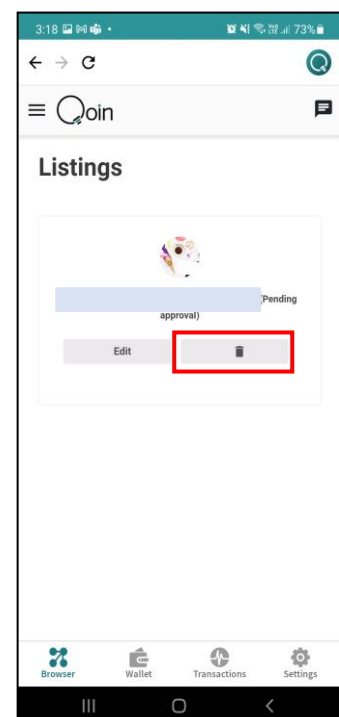 3:18 73%
Qoin
Listings
(Pending
approval)
Edit
Browser Wallet Transactions Settings